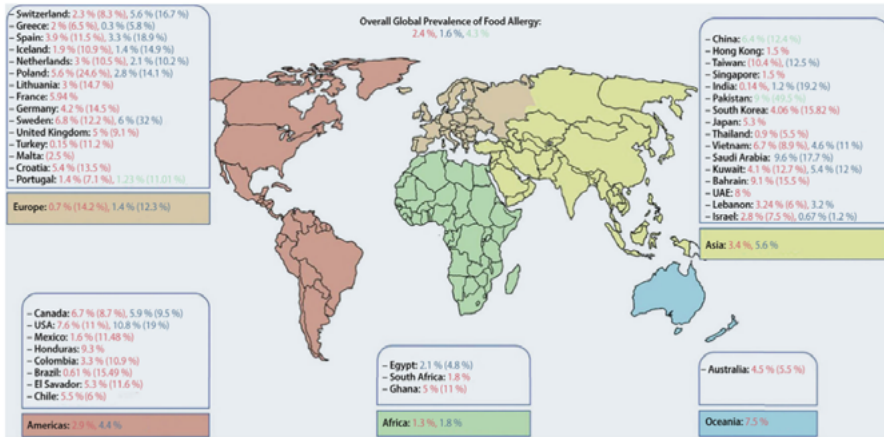 Overall Global Prevalence of Food Allergy:
2.4 %, 1.6 %, 4.3 %
– Switzerland: 2.3 % (8.3 %), 5.6 % (16.7 %)
– Greece: 2 % (6.5 %), 0.3 % (5.8 %)
– Spain: 3.9 % (11.5 %), 3.3 % (18.9 %)
– Iceland: 1.9 % (10.9 %), 1.4 % (14.9 %)
– Netherlands: 3 % (10.5 %), 2.1 % (10.2 %)
– Poland: 5.6 % (24.6 %), 2.8 % (14.1 %)
– Lithuania: 3 % (14.7 %)
– France: 5.94 %
– Germany: 4.2 % (14.5 %)
– Sweden: 6.8 % (12.2 %), 6 % (32 %)
– United Kingdom: 5 % (9.1 %)
– Turkey: 0.15 % (11.2 %)
– Malta: (2.5 %)
– Croatia: 5.4 % (13.5 %)
– Portugal: 1.4 % (7.1 %), 1.23 % (11.01 %)
Europe: 0.7 % (14.2 %), 1.4 % (12.3 %)
– China: 6.4 % (12.4 %)
– Hong Kong: 1.5 %
– Taiwan: (10.4 %), (12.5 %)
– Singapore: 1.5 %
– India: 0.14 %, 1.2 % (19.2 %)
– Pakistan: % (49.5 %)
– South Korea: 4.06 % (15.82 %)
– Japan: 5.3 %
– Thailand: 0.9 % (5.5 %)
– Vietnam: 6.7 % (8.9 %), 4.6 % (11 %)
– Saudi Arabia: 9.6 % (17.7 %)
– Kuwait: 4.1 % (12.7 %), 5.4 % (12 %)
– Bahrain: 9.1 % (15.5 %)
– UAE: 8 %
– Lebanon: 3.24 % (6 %), 3.2 %
– Israel: 2.8 % (7.5 %), 0.67 % (1.2 %)
Asia: 3.4 %, 5.6 %
– Canada: 6.7 % (8.7 %), 5.9 % (9.5 %)
– USA: 7.6 % (11 %), 10.8 % (19 %)
– Mexico: 1.6 % (11.48 %)
– Honduras: 9.3 %
– Colombia: 3.3 % (10.9 %)
– Brazil: 0.61 % (15.49 %)
– El Savador: 5.3 % (11.6 %)
– Chile: 5.5 % (6 %)
Americas: 2.9 %, 4.4 %
– Egypt: 2.1 % (4.8 %)
– South Africa: 1.8 %
– Ghana: 5 % (11 %)
Africa: 1.3 %, 1.8 %
– Australia: 4.5 % (5.5 %)
Oceania: 7.5 %